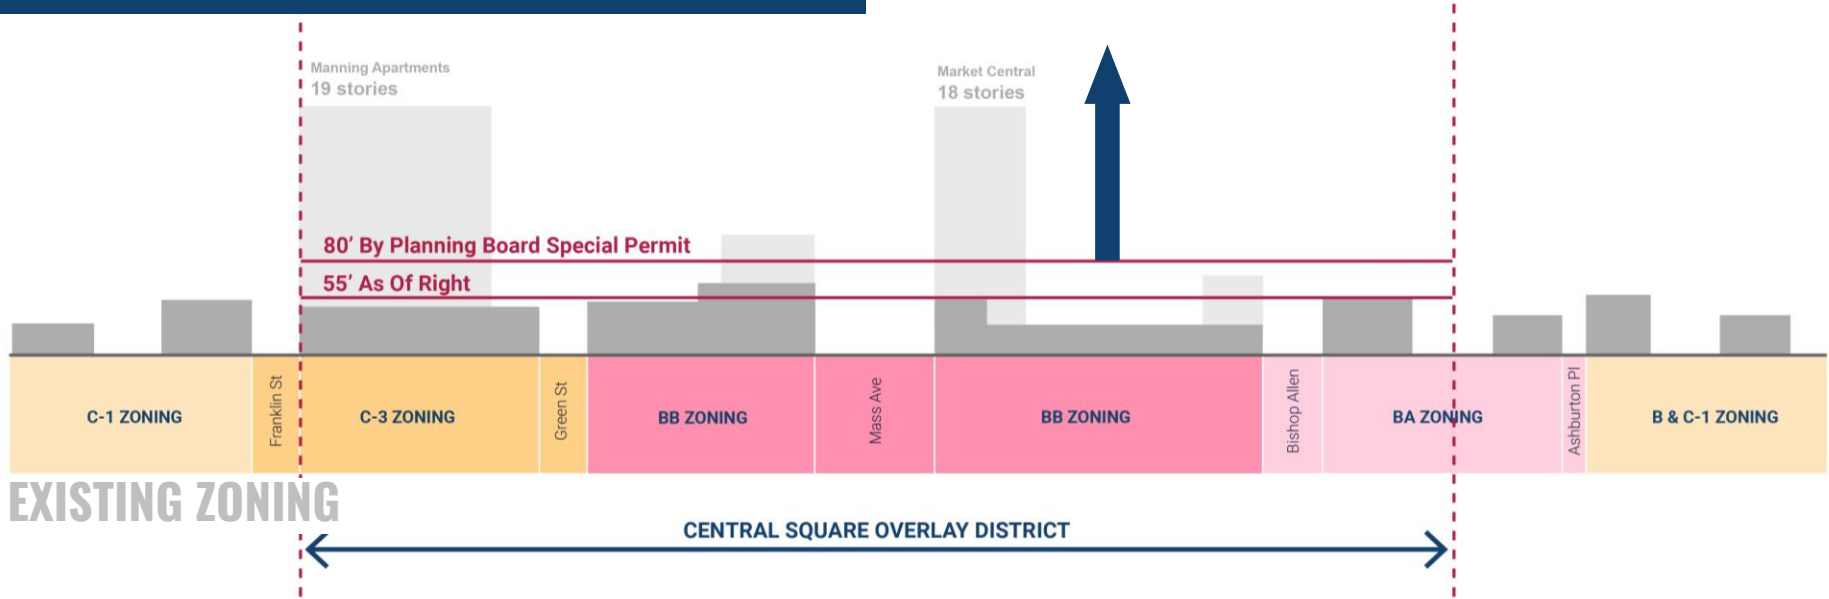 Manning Apartments
19 stories
Market Central
18 stories
80’ By Planning Board Special Permit
55’ As Of Right
C-1 ZONING
Franklin St
C-3 ZONING
Green St
BB ZONING
Mass Ave
BB ZONING
Bishop Allen
BA ZONING
Ashburton Pl
B & C-1 ZONING
EXISTING ZONING
CENTRAL SQUARE OVERLAY DISTRICT